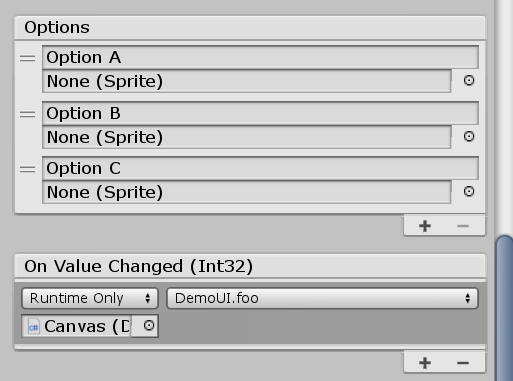 Options
Option A
None (Sprite)
Option B
None (Sprite)
Option C
None (Sprite)
+ −
On Value Changed (Int32)
Runtime Only DemoUI.foo
Canvas (D
+ −